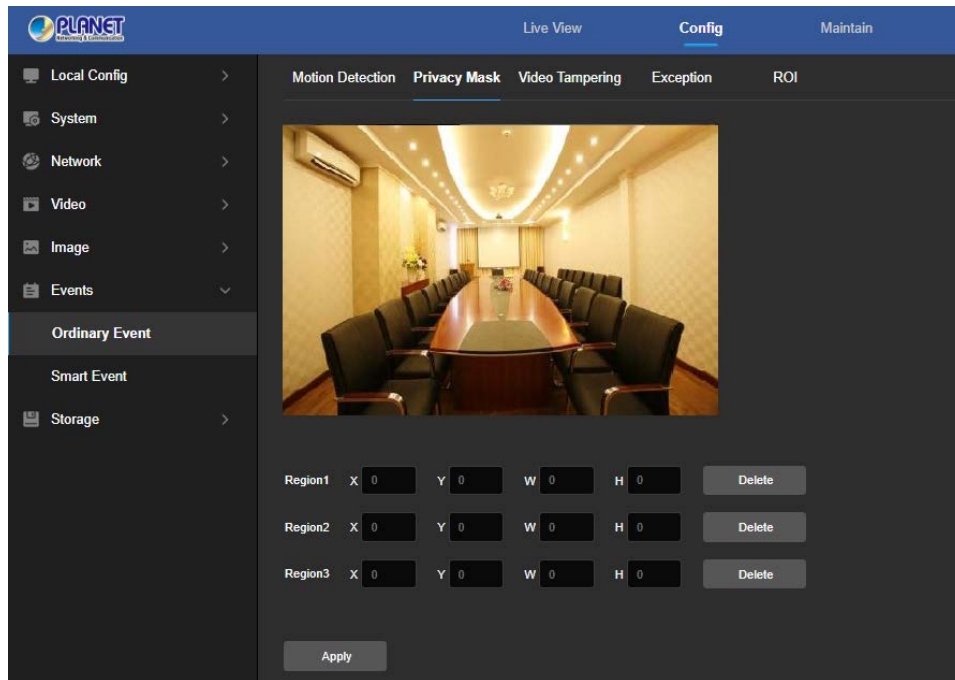 PLANET
Networking & Communication
Live View Config Maintain
Local Config
System
Network
Video
Image
Events
Ordinary Event
Smart Event
Storage
Motion Detection Privacy Mask Video Tampering Exception ROI
Region1 X 0 Y 0 W 0 H 0 Delete
Region2 X 0 Y 0 W 0 H 0 Delete
Region3 X 0 Y 0 W 0 H 0 Delete
Apply